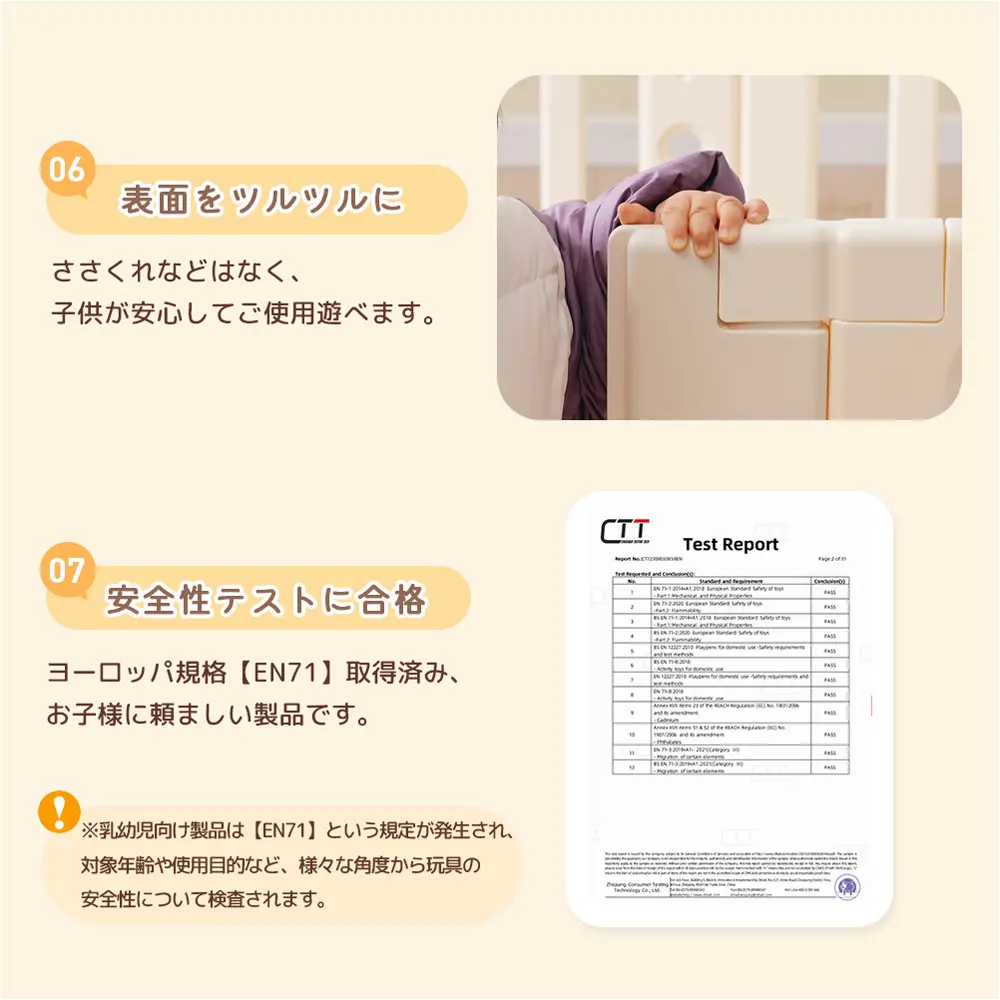 06
表面をツルツルに
ささくれなどはなく、
子供が安心してご使用遊べます。
07
安全性テストに合格
ヨーロッパ規格【EN71】取得済み、
お子様に頼ましい製品です。
!
※乳幼児向け製品は【EN71】という規定が発生され、
対象年齢や使用目的など、様々な角度から玩具の
安全性について検査されます。
CTT
Test Report
Report No.:
Page 2 of 31
Test Requested and Conclusion(s):
No. Standard and Requirement Conclusion(s)
1 EN 71-1:2014+A1:2018 European Standard Safety of toys
- Part 1:Mechanical and Physical Properties PASS
2 EN 71-2:2020 European Standard Safety of toys
-Part 2: Flammability PASS
3 BS EN 71-1:2014+A1:2018 European Standard Safety of toys
- Part 1:Mechanical and Physical Properties PASS
4 BS EN 71-2:2020 European Standard Safety of toys
-Part 2: Flammability PASS
5 BS EN 12227:2010 Playpens for domestic use -Safety requirements
and test methods PASS
6 BS EN 71-8:2018
- Activity toys for domestic use PASS
7 EN 12227:2010 Playpens for domestic use -Safety requirements and
test methods PASS
8 EN 71-8:2018
- Activity toys for domestic use PASS
9 Annex XVII Items 23 of the REACH Regulation (EC) No. 1907/2006
and its amendment
- Cadmium PASS
10 Annex XVII Items 51 & 52 of the REACH Regulation (EC) No.
1907/2006 and its amendment
- Phthalates PASS
11 EN 71-3:2019+A1: 2021(Category III)
- Migration of certain elements PASS
12 BS EN 71-3:2019+A1:2021(Category III)
- Migration of certain elements PASS
Zhejiang Consumer Testing
Technology Co., Ltd.